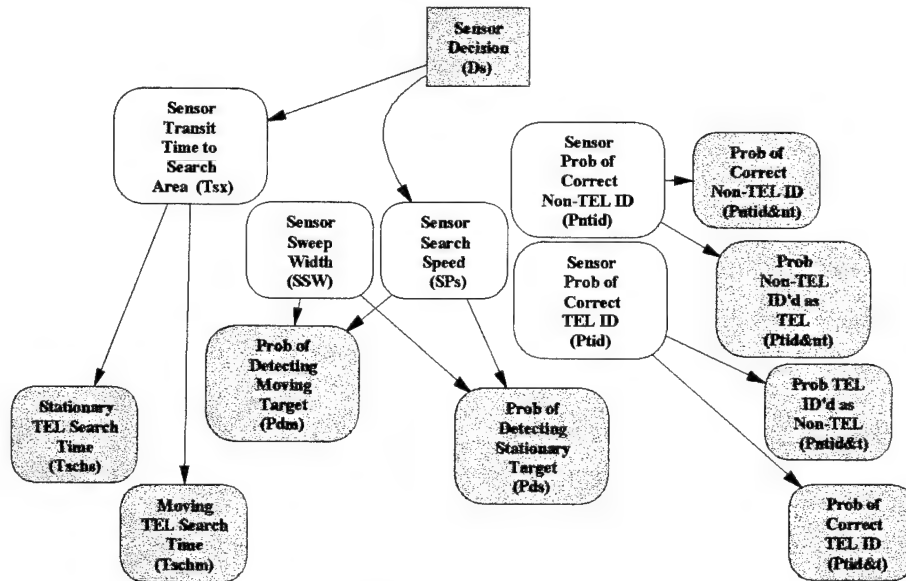 Sensor
Decision
(Ds)
Sensor
Transit
Time to
Search
Area (Tsx)
Sensor
Prob of
Correct
Non-TEL ID
(Pntid)
Prob of
Correct
Non-TEL ID
(Pntid&nt)
Sensor
Sweep
Width
(SSW)
Sensor
Search
Speed
(SPs)
Sensor
Prob of
Correct
TEL ID
(Ptid)
Prob
Non-TEL
ID'd as
TEL
(Ptid&nt)
Prob of
Detecting
Moving
Target
(Pdm)
Prob TEL
ID'd as
Non-TEL
(Pntid&t)
Stationary
TEL Search
Time
(Tschs)
Prob of
Detecting
Stationary
Target
(Pds)
Moving
TEL Search
Time
(Tschm)
Prob of
Correct
TEL ID
(Ptid&t)